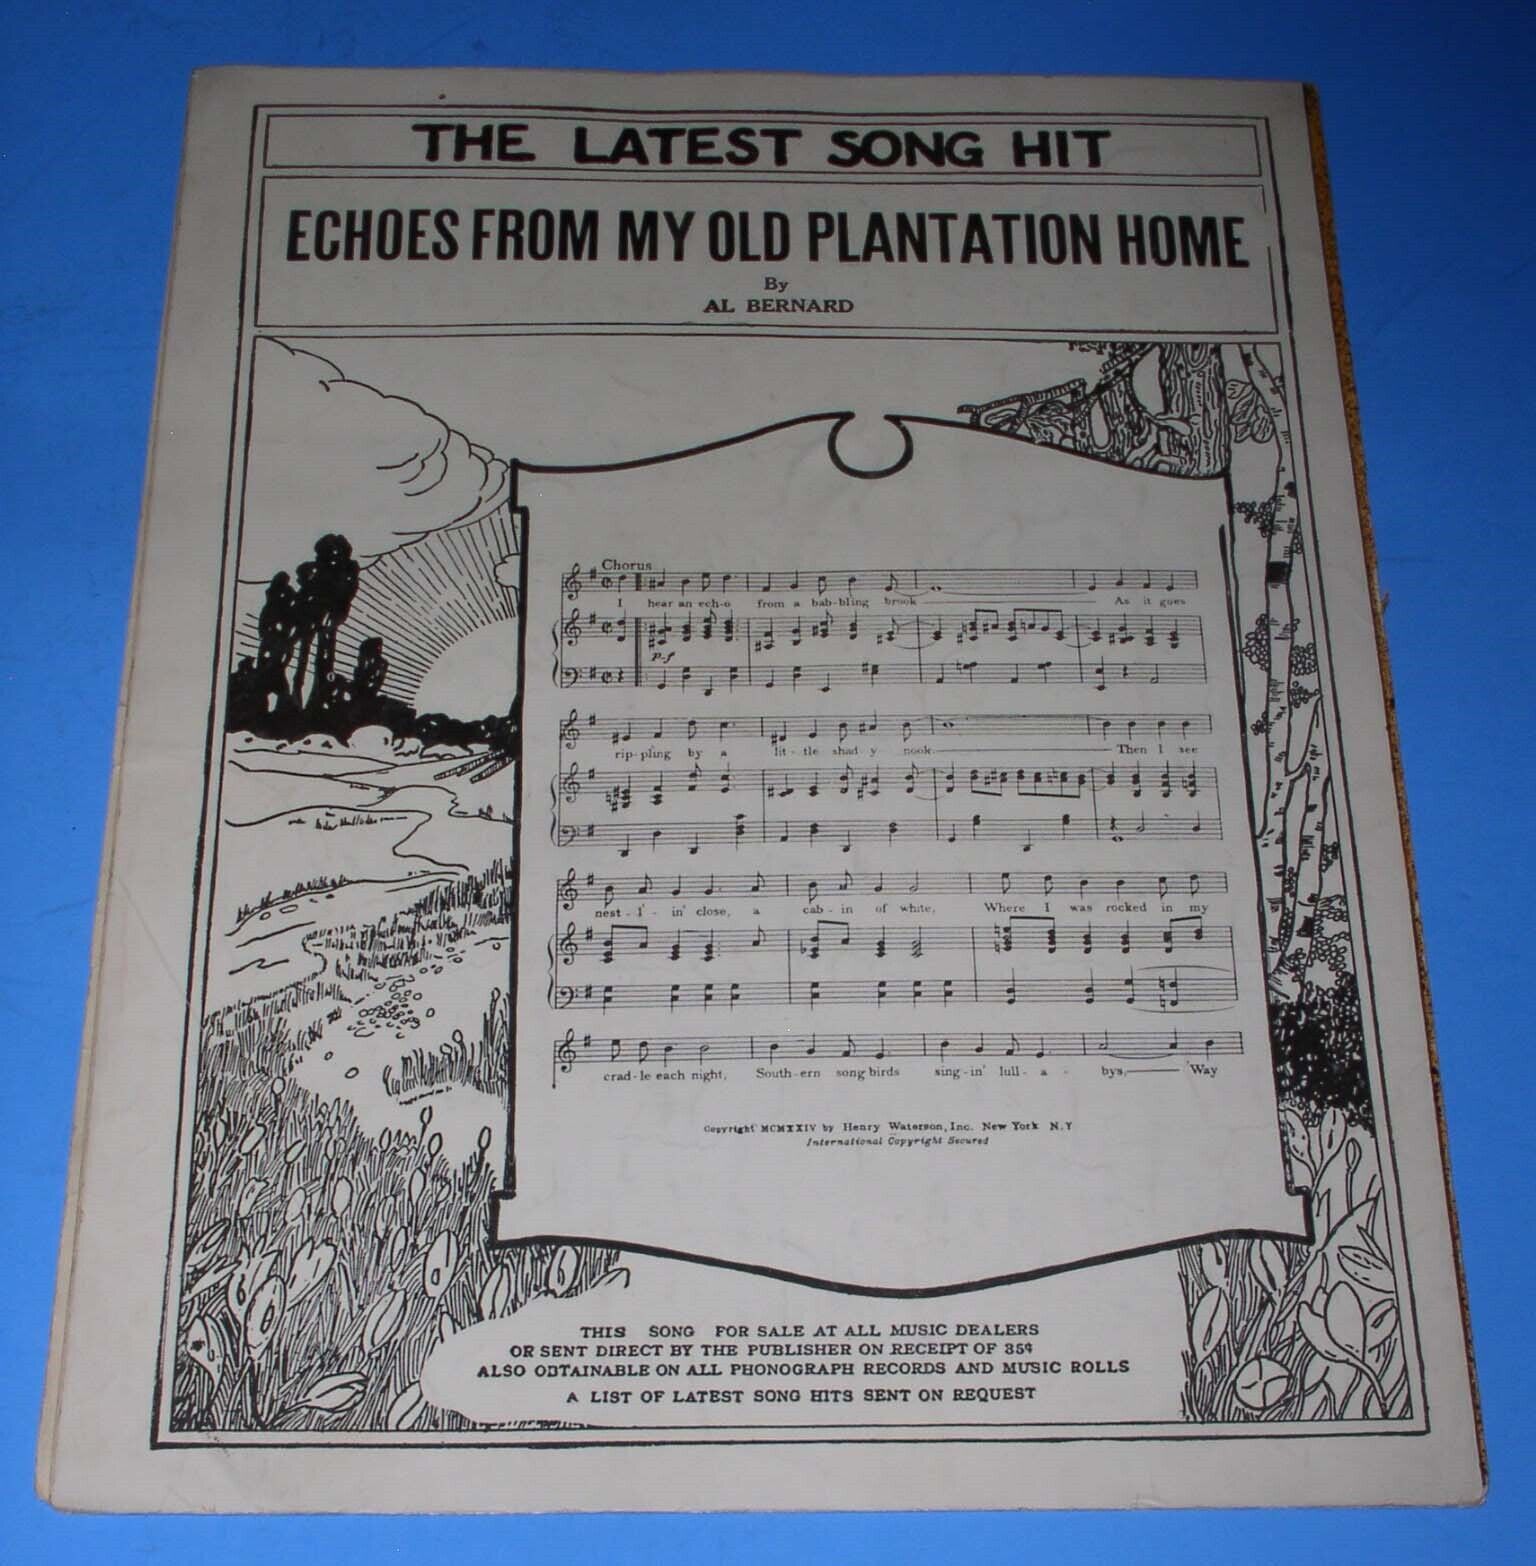 THE LATEST SONG HIT
ECHOES FROM MY OLD PLANTATION HOME
By
AL BERNARD
Chorus
I hear an ech-o from a bab-bling brook As it goes
p-f
rip-pling by a lit-tle shad-y nook Then I see
nest-l'-in' close, a cab-in of white, Where I was rocked in my
crad-le each night, South-ern song birds sing-in' lull-a-bys, 'Way
Copyright MCMXXIV by Henry Waterson, Inc. New York N.Y
International Copyright Secured
THIS SONG FOR SALE AT ALL MUSIC DEALERS
OR SENT DIRECT BY THE PUBLISHER ON RECEIPT OF 35¢
ALSO OBTAINABLE ON ALL PHONOGRAPH RECORDS AND MUSIC ROLLS
A LIST OF LATEST SONG HITS SENT ON REQUEST